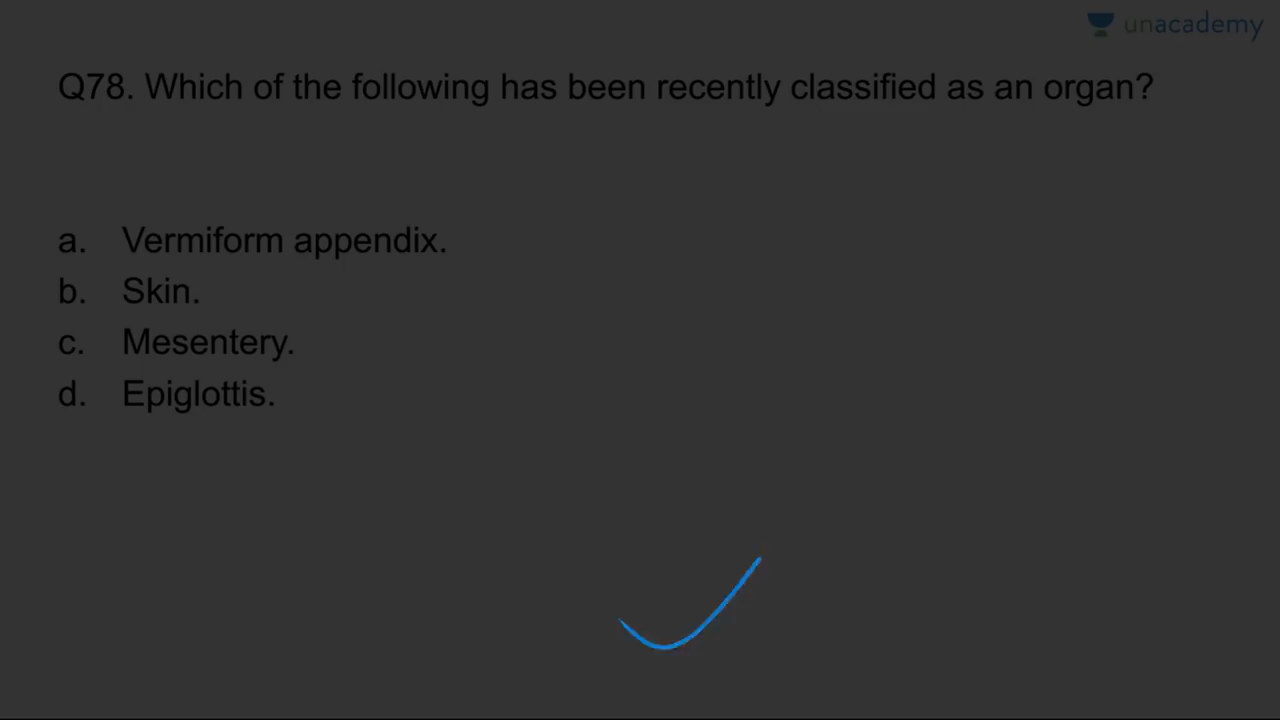 unacademy
Q78. Which of the following has been recently classified as an organ?
a. Vermiform appendix.
b. Skin.
c. Mesentery.
d. Epiglottis.